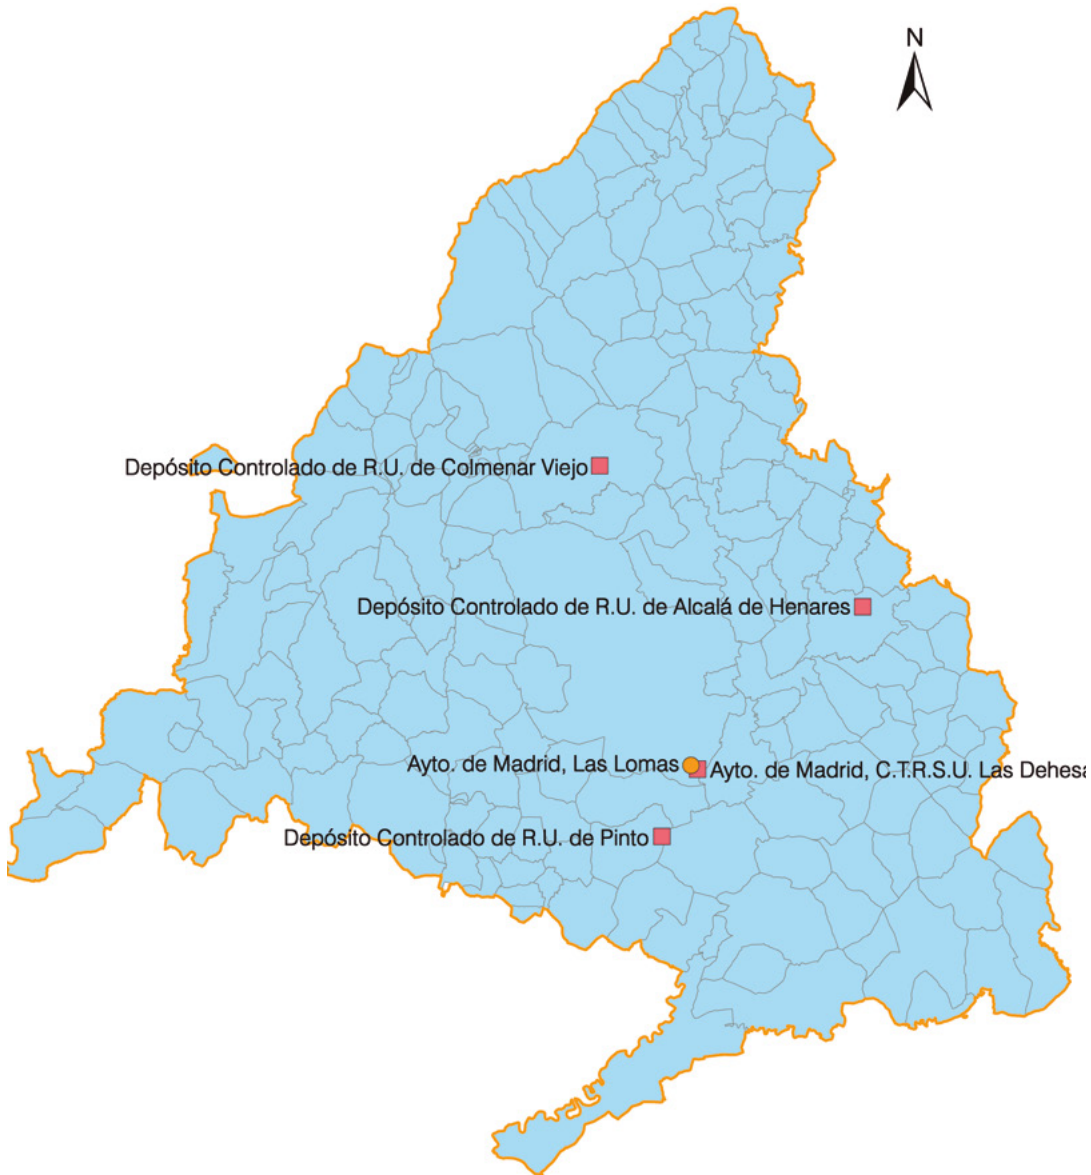 N
Depósito Controlado de R.U. de Colmenar Viejo
Depósito Controlado de R.U. de Alcalá de Henares
Ayto. de Madrid, Las Lomas
Ayto. de Madrid, C.T.R.S.U. Las Dehesa
Depósito Controlado de R.U. de Pinto